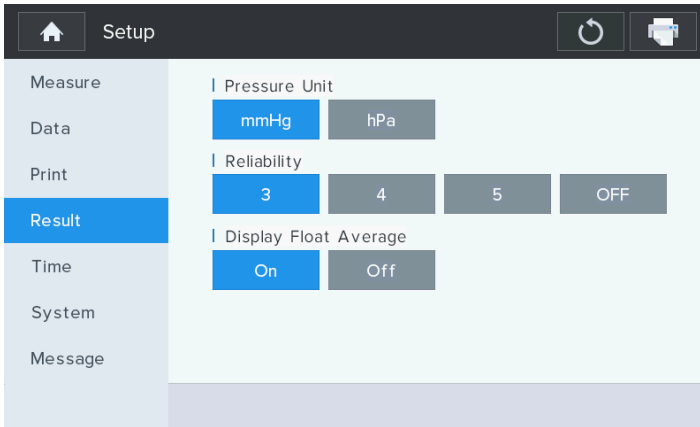 Setup
Measure
Data
Print
Result
Time
System
Message
Pressure Unit
mmHg hPa
Reliability
3 4 5 OFF
Display Float Average
On Off